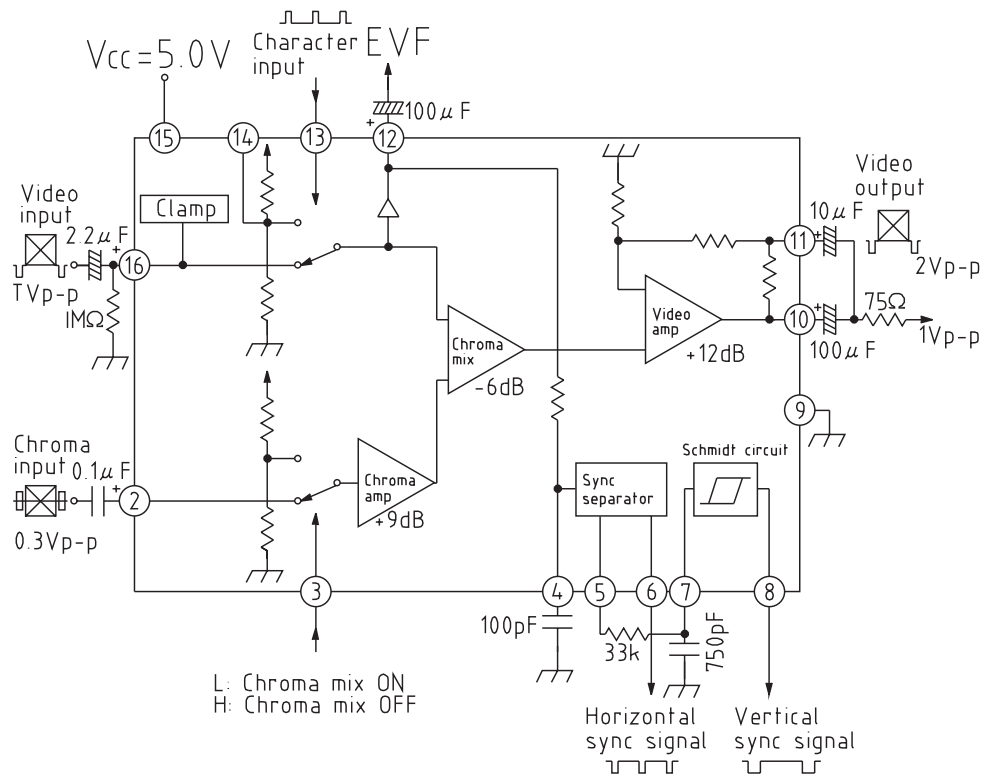 Character
input
EVF
Vcc=5.0V
100μF
15
14
13
12
Video
input
2.2μF
Clamp
16
TVp-p
1MΩ
Video
output
10μF
11
2Vp-p
75Ω
10
100μF
1Vp-p
Chroma
mix
-6dB
Video
amp
+12dB
9
Chroma
input
0.1μF
2
0.3Vp-p
Chroma
amp
+9dB
Sync
separator
Schmidt circuit
3
4
5
6
7
8
100pF
33k
750pF
L: Chroma mix ON
H: Chroma mix OFF
Horizontal
sync signal
Vertical
sync signal